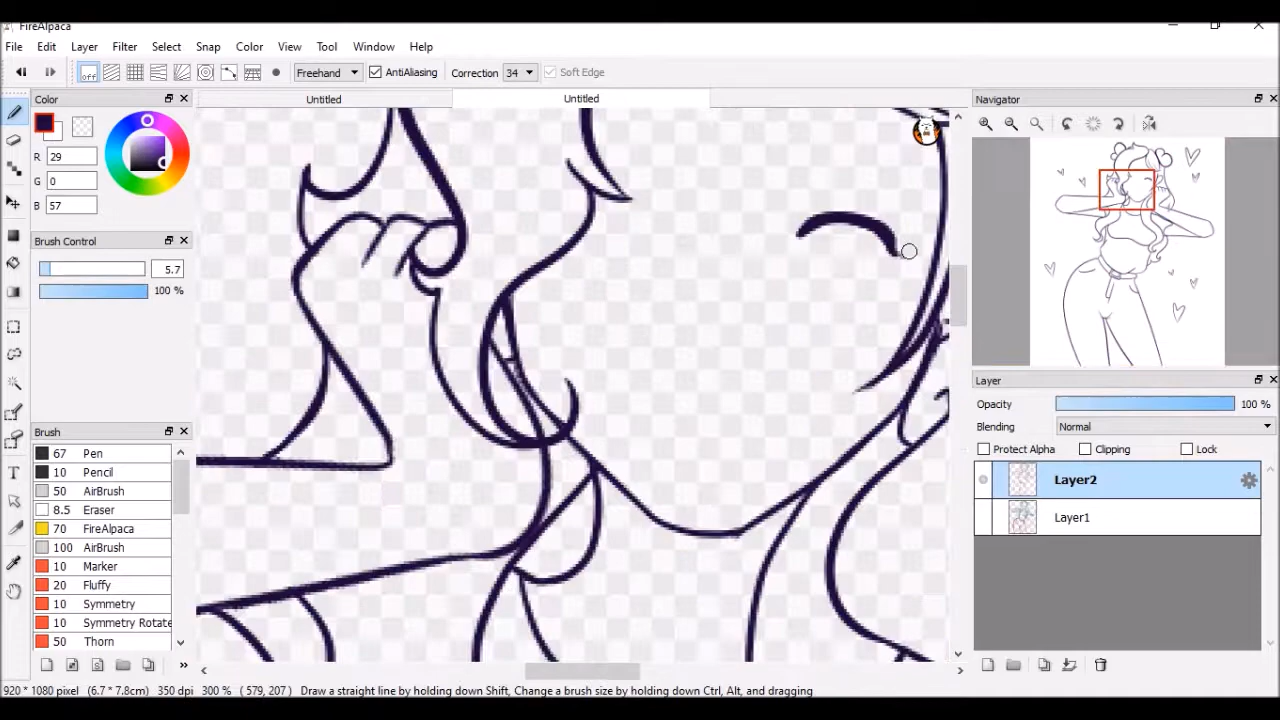 FireAlpaca
File Edit Layer Filter Select Snap Color View Tool Window Help
off Freehand AntiAliasing Correction 34 Soft Edge
Color Untitled Untitled Navigator
R 29
G 0
B 57
Brush Control
5.7
100 %
Brush
67 Pen
10 Pencil
50 AirBrush
8.5 Eraser
70 FireAlpaca
100 AirBrush
10 Marker
20 Fluffy
10 Symmetry
10 Symmetry Rotate
50 Thorn
Layer
Opacity 100 %
Blending Normal
Protect Alpha Clipping Lock
Layer2
Layer1
920 * 1080 pixel (6.7 * 7.8cm) 350 dpi 300 % ( 579, 207 ) Draw a straight line by holding down Shift, Change a brush size by holding down Ctrl, Alt, and dragging